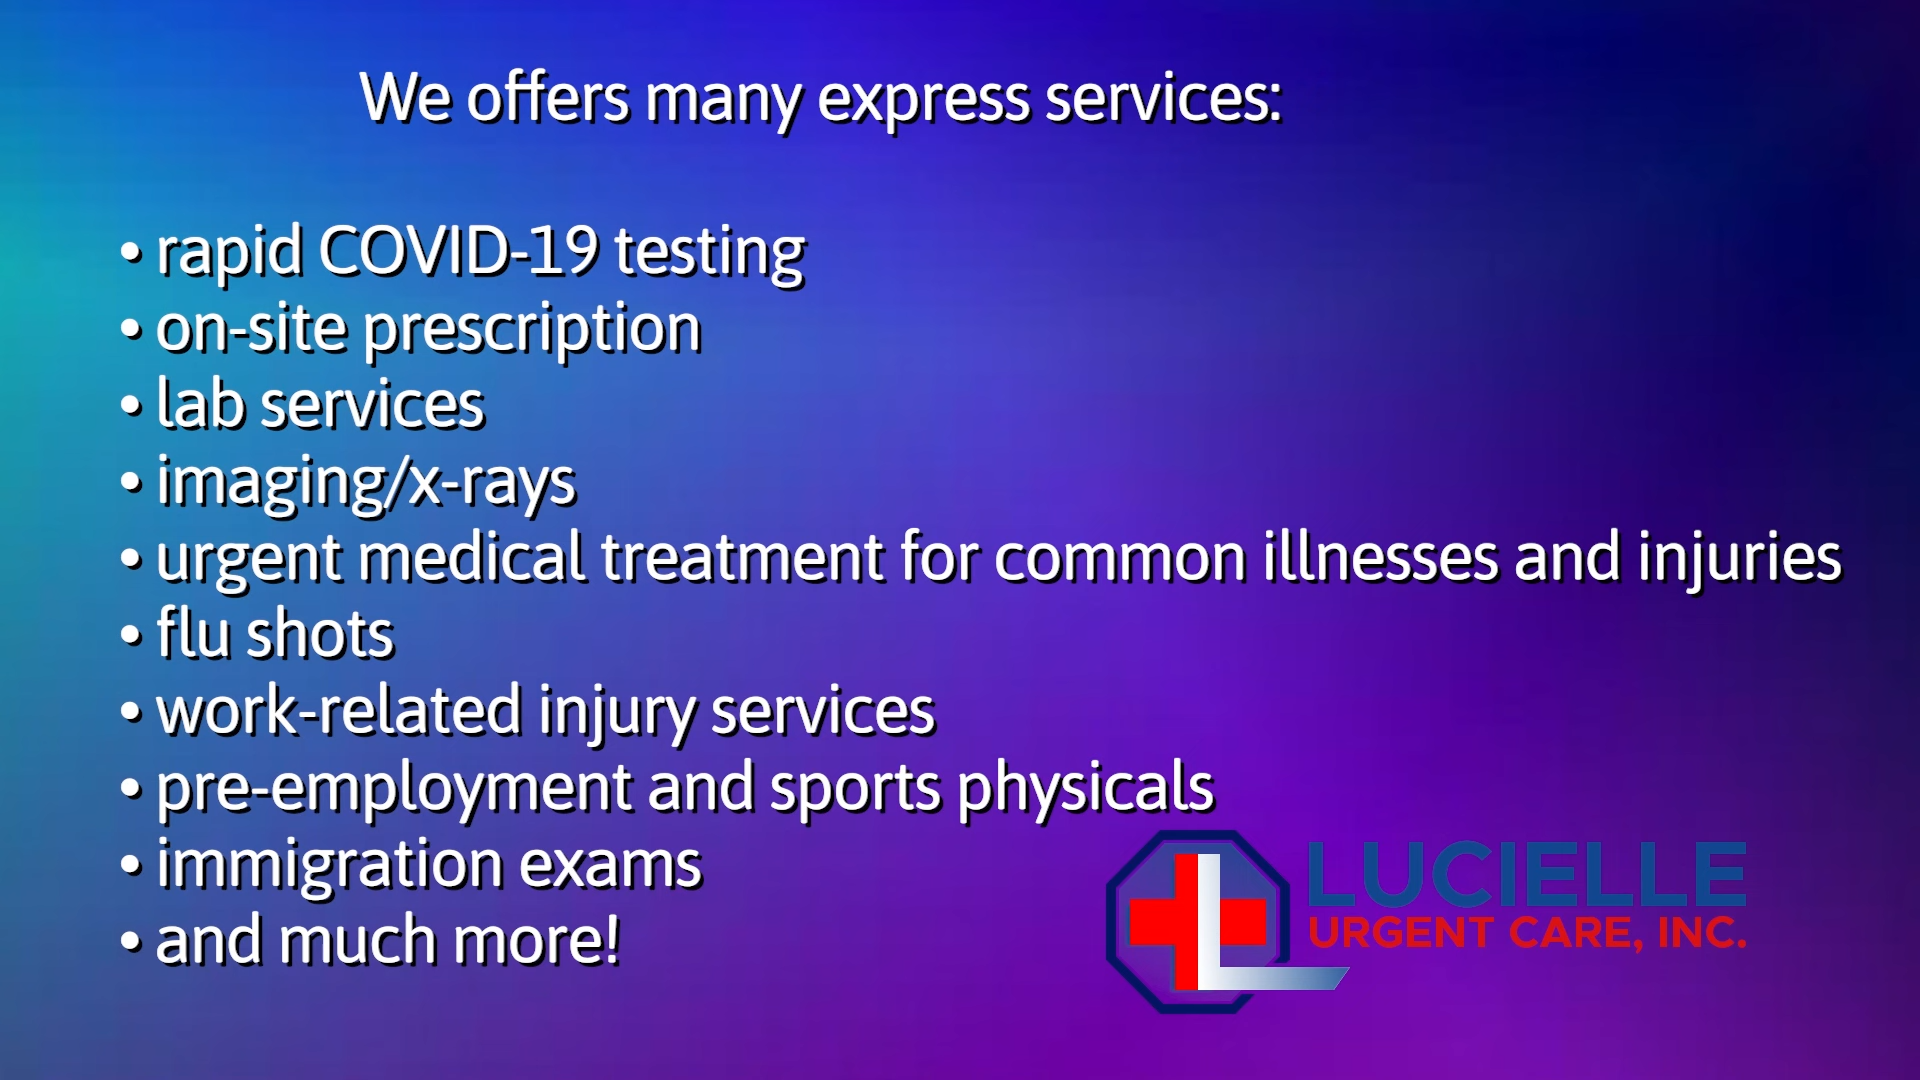 We offers many express services:
• rapid COVID-19 testing
• on-site prescription
• lab services
• imaging/x-rays
• urgent medical treatment for common illnesses and injuries
• flu shots
• work-related injury services
• pre-employment and sports physicals
• immigration exams
• and much more!
LUCIELLE
URGENT CARE, INC.